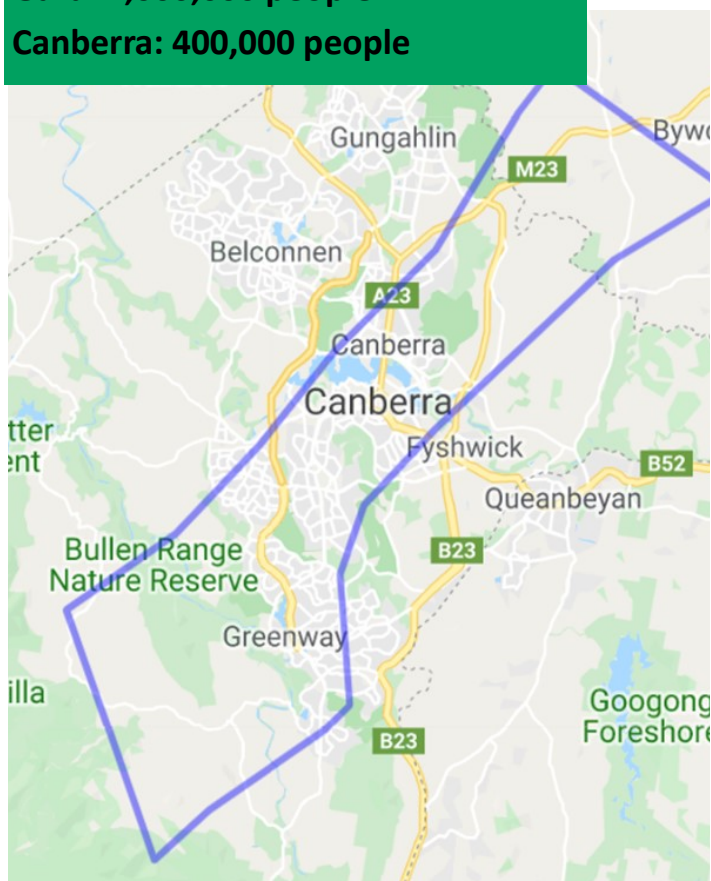 Canberra: 400,000 people
Gungahlin
M23
Belconnen
A23
Canberra
Canberra
Fyshwick
B52
Queanbeyan
Bullen Range
Nature Reserve
B23
Greenway
Googong
Foreshore
B23